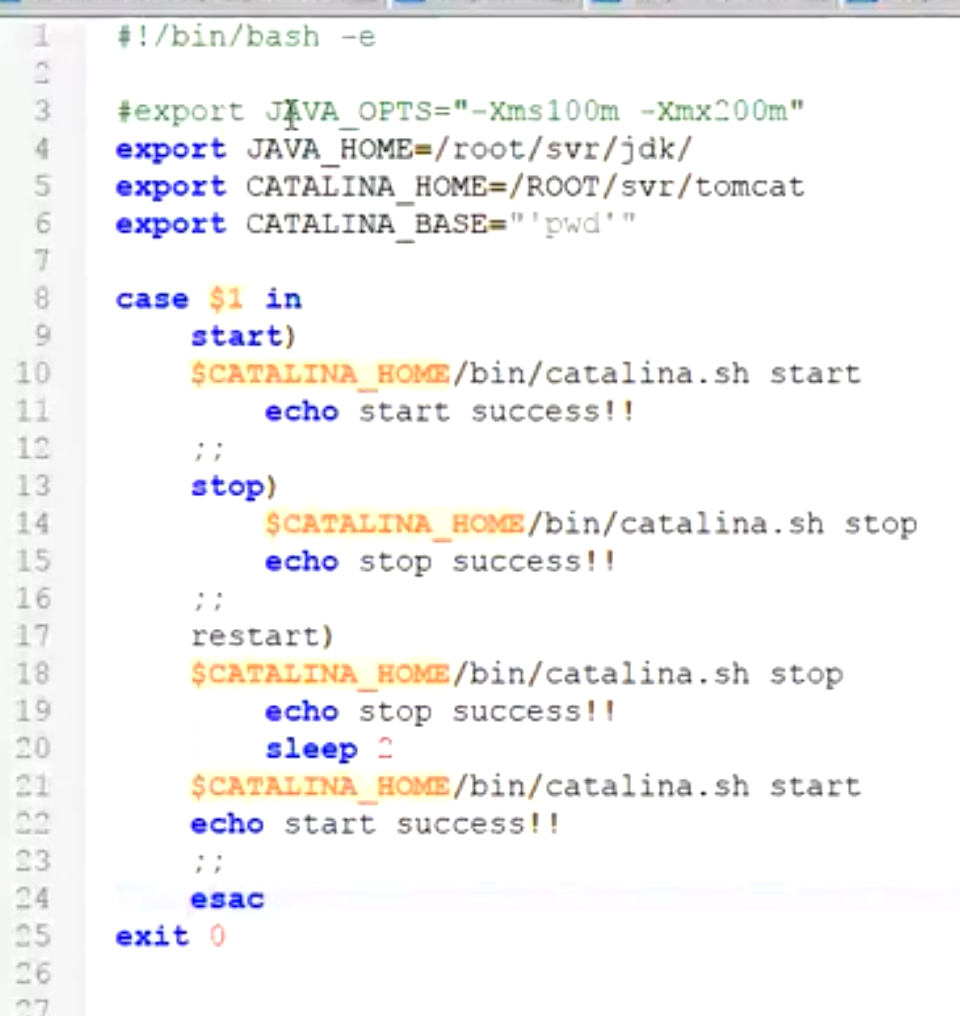 1 #!/bin/bash -e
2
3 #export JAVA_OPTS="-Xms100m -Xmx200m"
4 export JAVA_HOME=/root/svr/jdk/
5 export CATALINA_HOME=/ROOT/svr/tomcat
6 export CATALINA_BASE="'pwd'"
7
8 case $1 in
9 start)
10 $CATALINA_HOME/bin/catalina.sh start
11 echo start success!!
12 ;;
13 stop)
14 $CATALINA_HOME/bin/catalina.sh stop
15 echo stop success!!
16 ;;
17 restart)
18 $CATALINA_HOME/bin/catalina.sh stop
19 echo stop success!!
20 sleep 2
21 $CATALINA_HOME/bin/catalina.sh start
22 echo start success!!
23 ;;
24 esac
25 exit 0
26
27